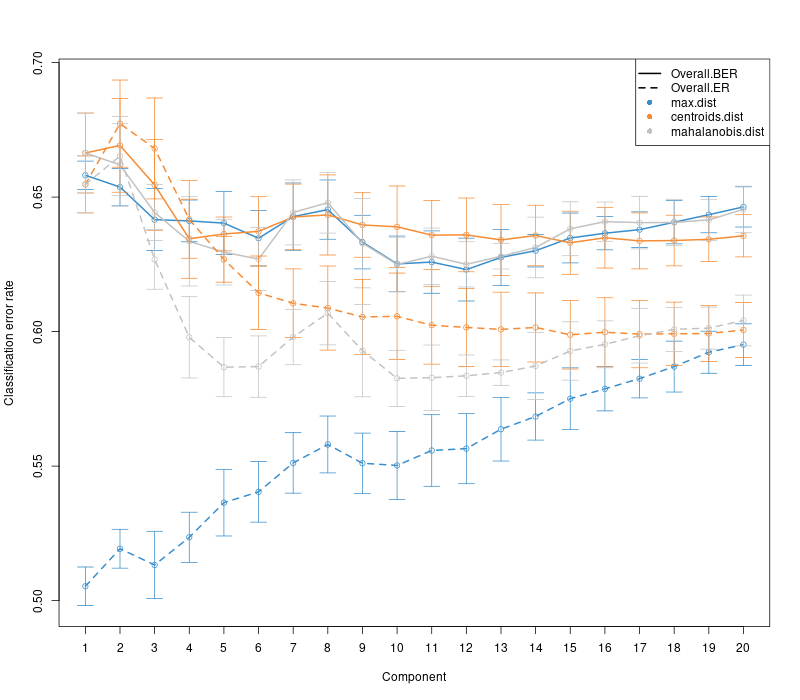 0.70
0.65
0.60
0.55
0.50
Classification error rate
Overall.BER
Overall.ER
max.dist
centroids.dist
mahalanobis.dist
1 2 3 4 5 6 7 8 9 10 11 12 13 14 15 16 17 18 19 20
Component